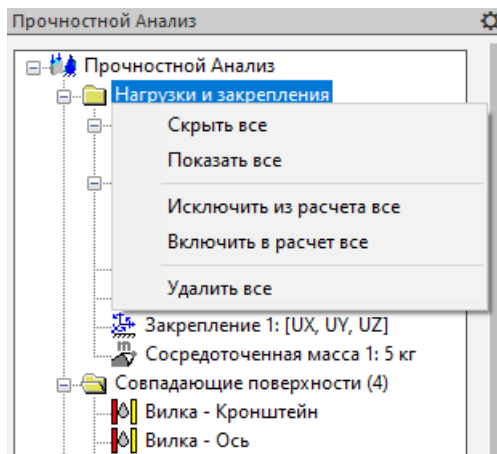 Прочностной Анализ
Прочностной Анализ
Нагрузки и закрепления
Скрыть все
Показать все
Исключить из расчета все
Включить в расчет все
Удалить все
Закрепление 1: [UX, UY, UZ]
m
Сосредоточенная масса 1: 5 кг
Совпадающие поверхности (4)
Вилка - Кронштейн
Вилка - Ось